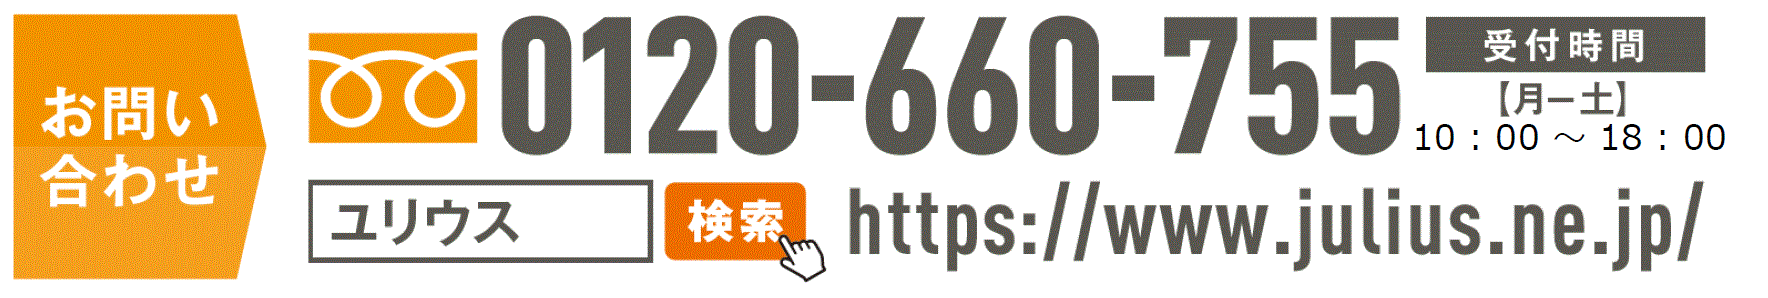 お問い
合わせ
0120-660-755
受付時間
【月ー土】
10：00 ～ 18：00
ユリウス
検索
https://www.julius.ne.jp/